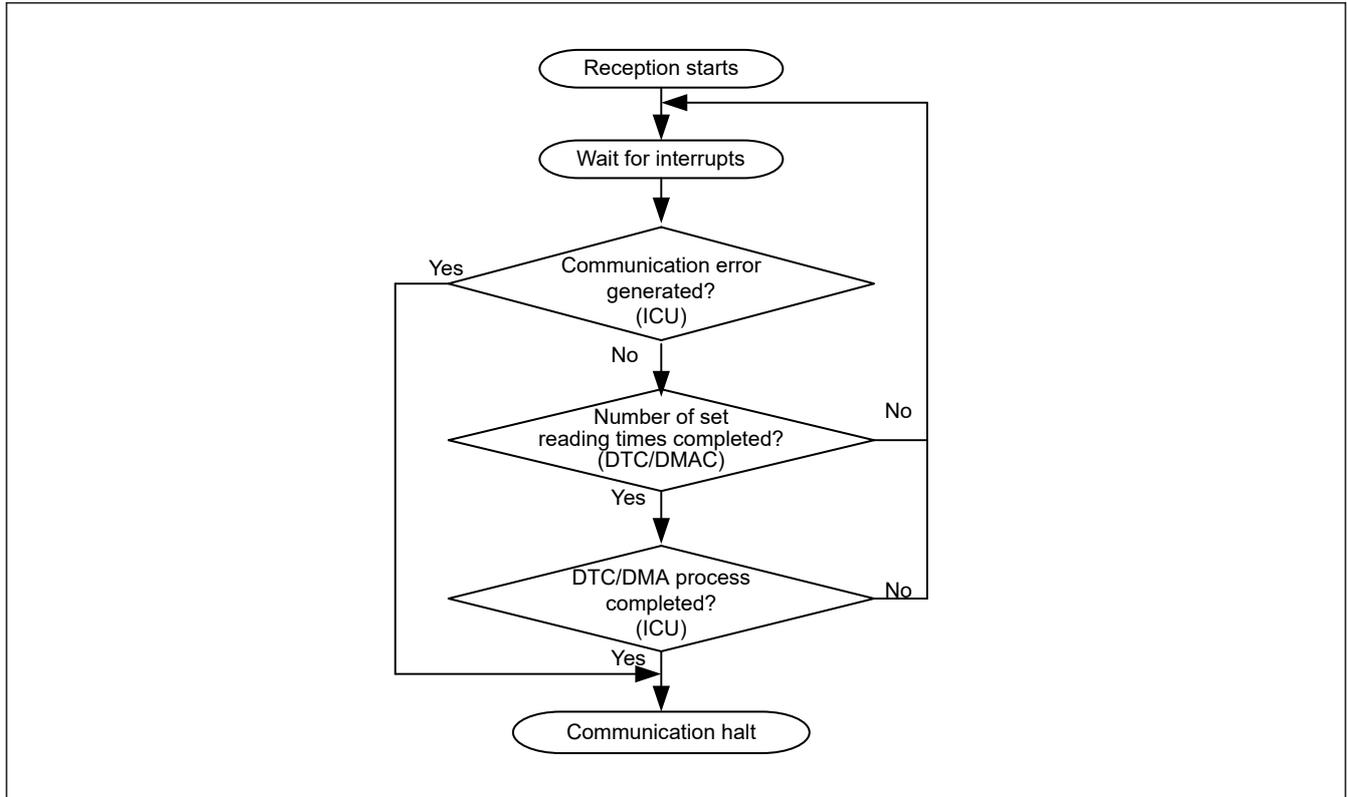 Reception starts
Wait for interrupts
Yes
Communication error
generated?
(ICU)
No
Number of set
reading times completed?
(DTC/DMAC)
No
Yes
DTC/DMA process
completed?
(ICU)
No
Yes
Communication halt